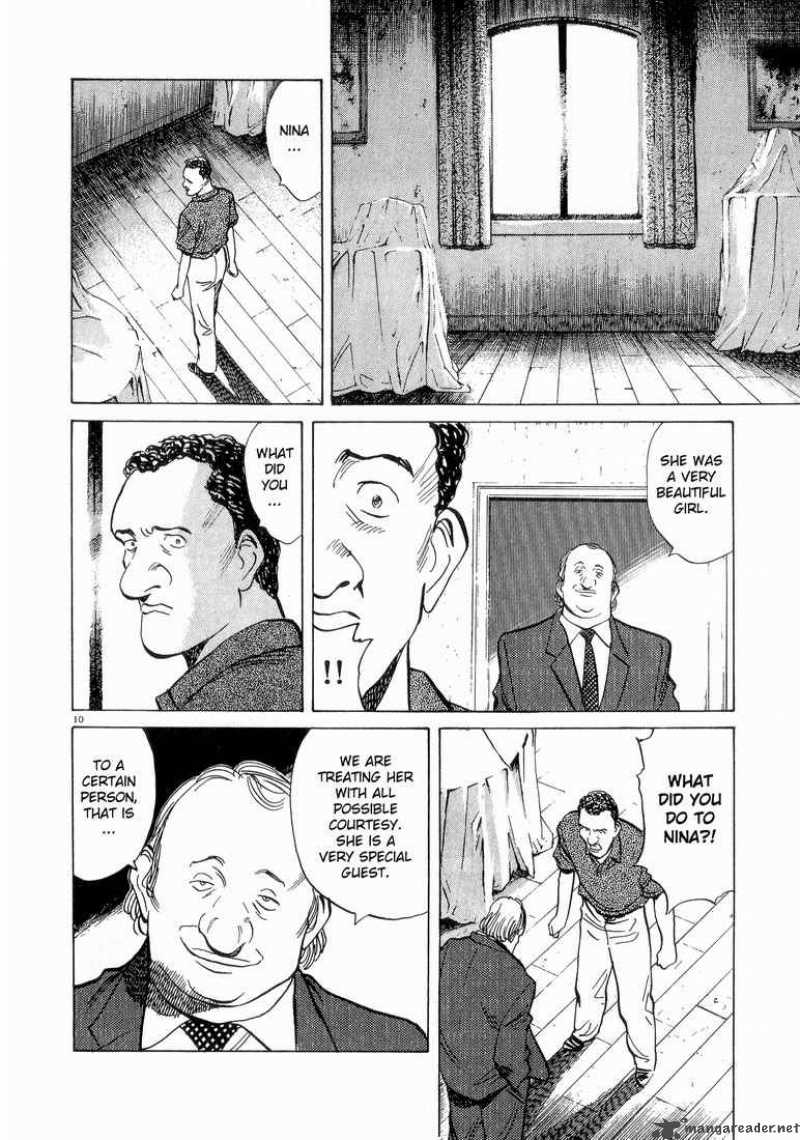 NINA
...
SHE WAS
A VERY
BEAUTIFUL
GIRL.
!!
WHAT
DID
YOU
...
10
WHAT
DID YOU
DO TO
NINA?!
WE ARE
TREATING HER
WITH ALL
POSSIBLE
COURTESY.
SHE IS A
VERY SPECIAL
GUEST.
TO A
CERTAIN
PERSON,
THAT IS
...
mangareader.net